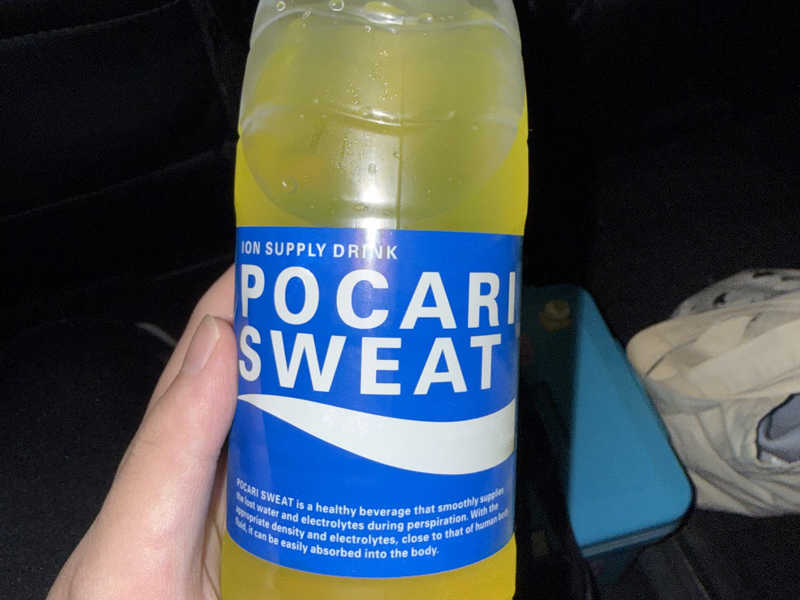 ION SUPPLY DRINK
POCARI
SWEAT
POCARI SWEAT is a healthy beverage that smoothly supplies
the lost water and electrolytes during perspiration. With the
appropriate density and electrolytes, close to that of human body
fluid, it can be easily absorbed into the body.